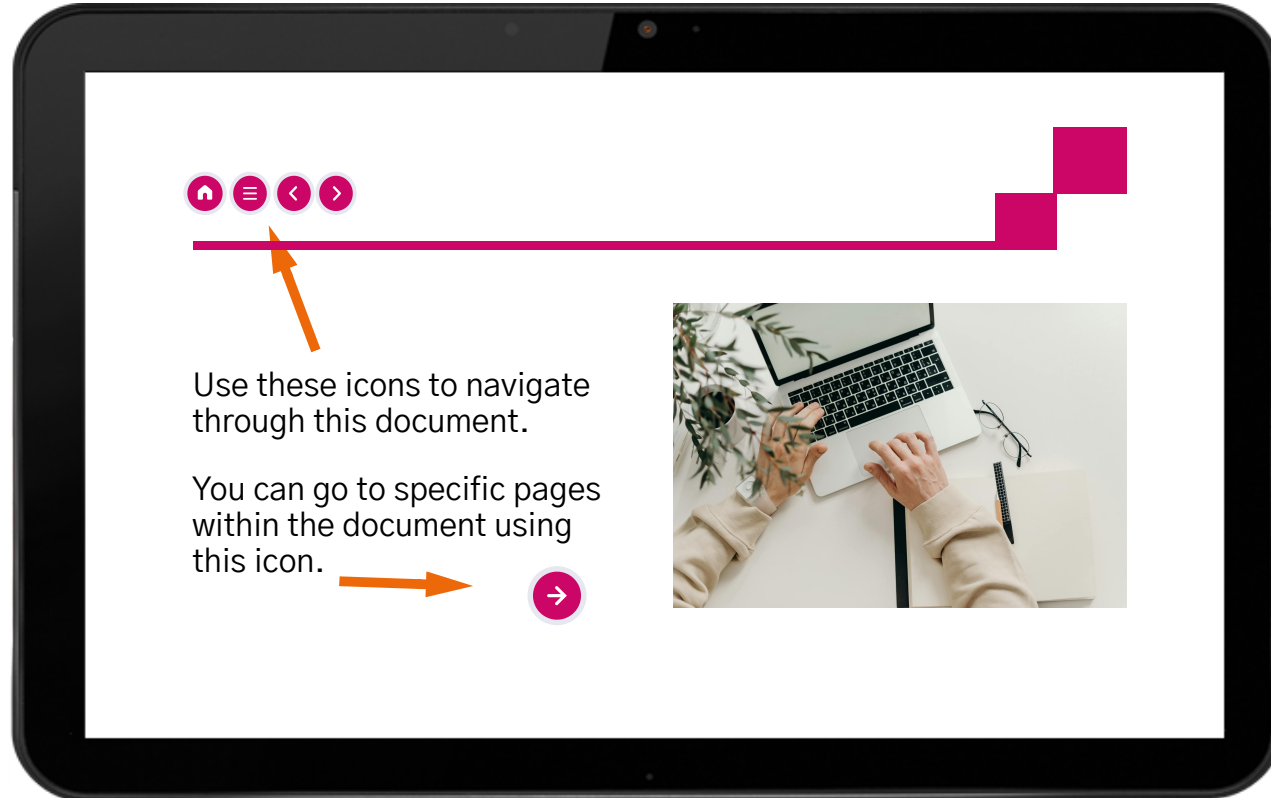 Use these icons to navigate
through this document.
You can go to specific pages
within the document using
this icon.